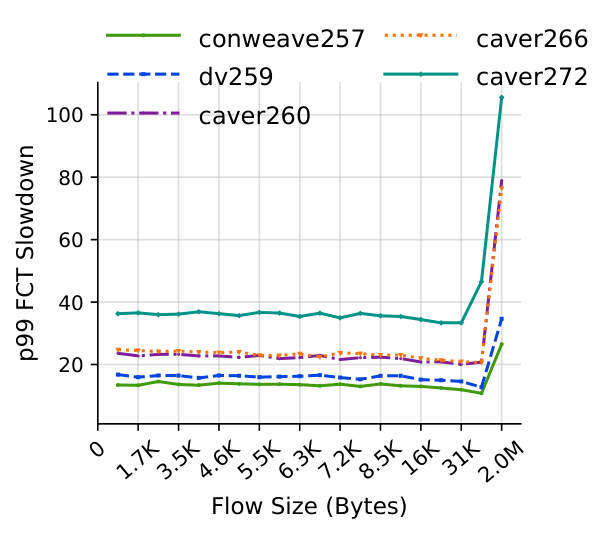 conweave257 caver266
dv259 caver272
caver260
100
80
60
40
20
p99 FCT Slowdown
0 1.7K 3.5K 4.6K 5.5K 6.3K 7.2K 8.5K 16K 31K 2.0M
Flow Size (Bytes)